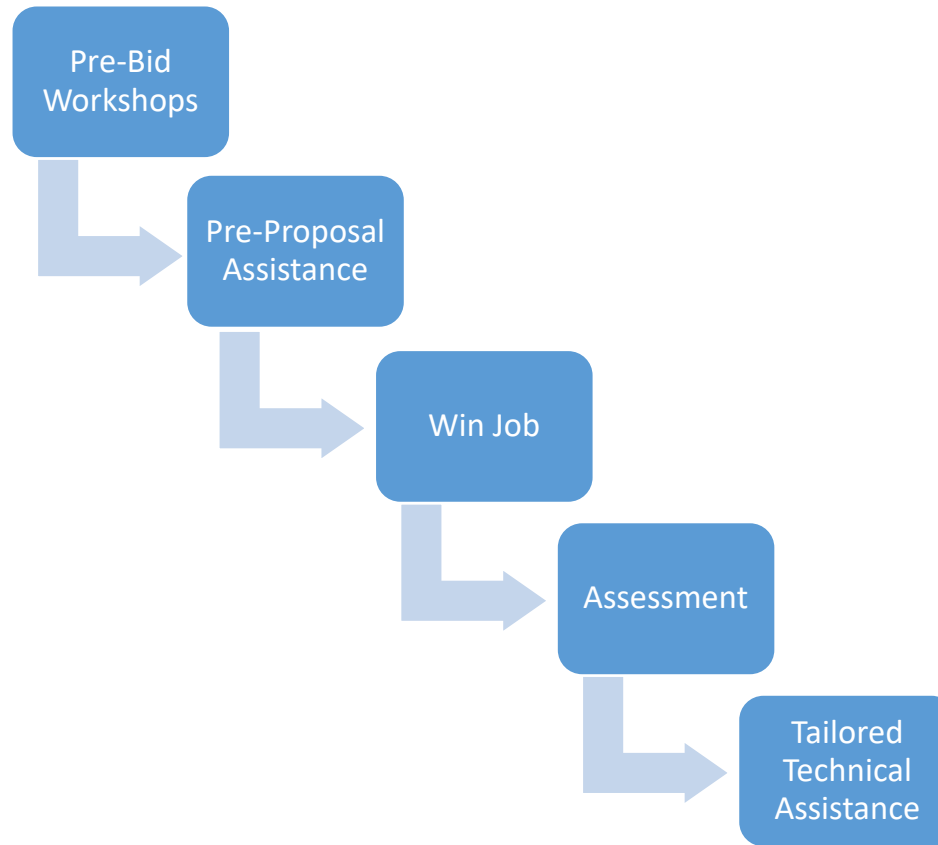 Pre-Bid
Workshops
Pre-Proposal
Assistance
Win Job
Assessment
Tailored
Technical
Assistance